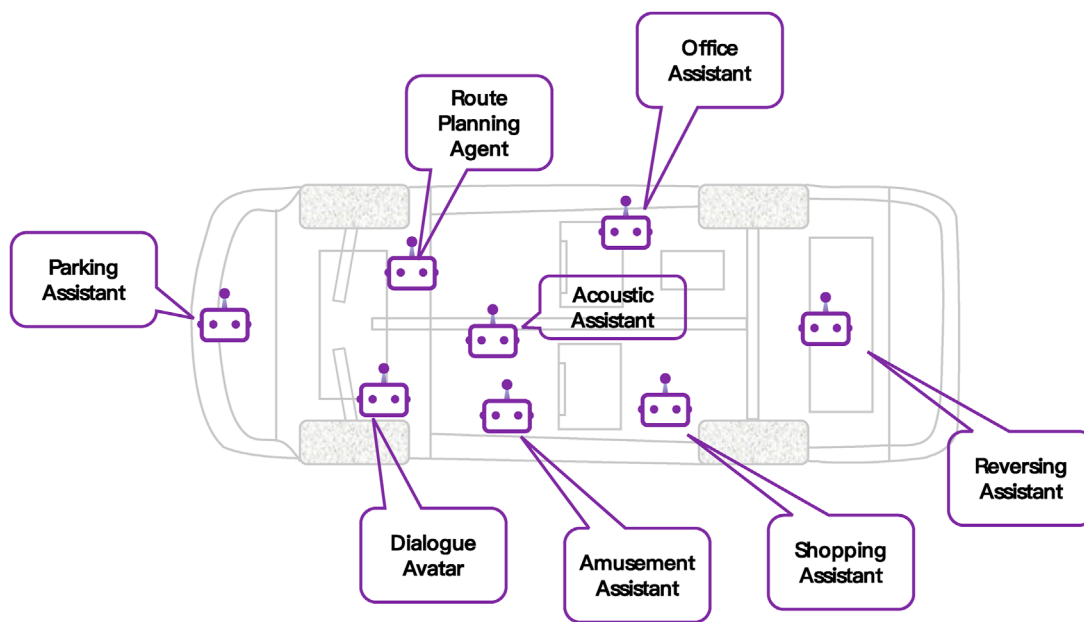 Office
Assistant
Route
Planning
Agent
Parking
Assistant
Acoustic
Assistant
Reversing
Assistant
Dialogue
Avatar
Amusement
Assistant
Shopping
Assistant